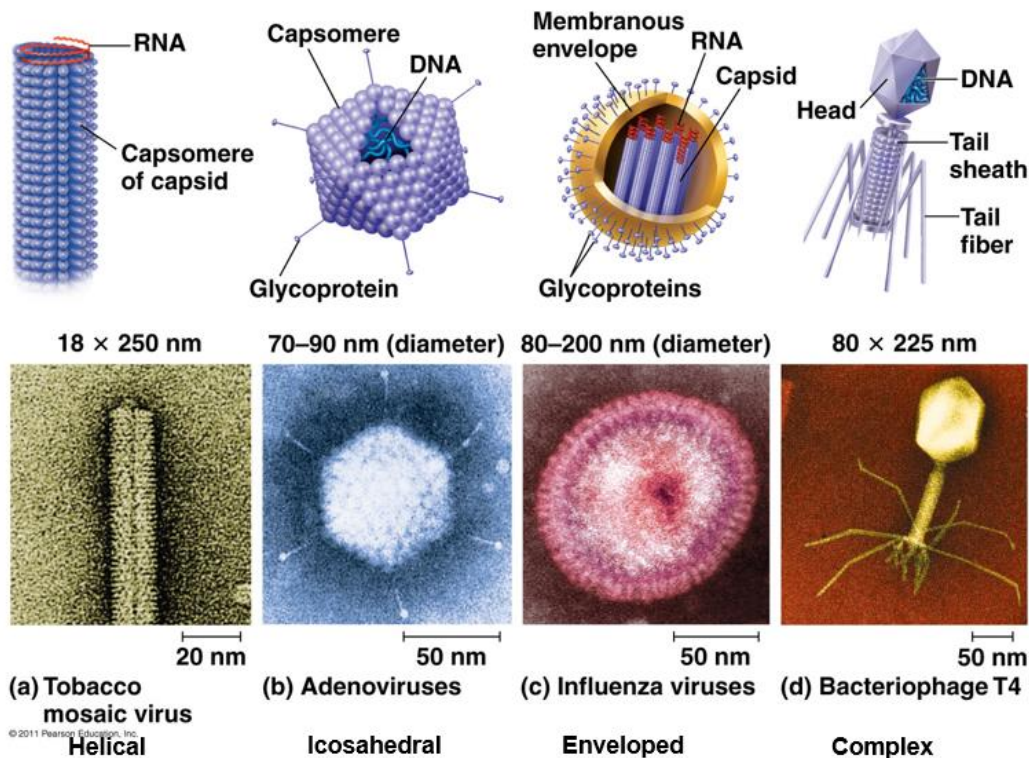 RNA
Capsomere
of capsid
Capsomere
DNA
Glycoprotein
Membranous
envelope
RNA
Capsid
Glycoproteins
Head
DNA
Tail
sheath
Tail
fiber
18 × 250 nm
70–90 nm (diameter)
80–200 nm (diameter)
80 × 225 nm
20 nm
50 nm
50 nm
50 nm
(a) Tobacco
mosaic virus
(b) Adenoviruses
(c) Influenza viruses
(d) Bacteriophage T4
© 2011 Pearson Education, Inc.
Helical
Icosahedral
Enveloped
Complex